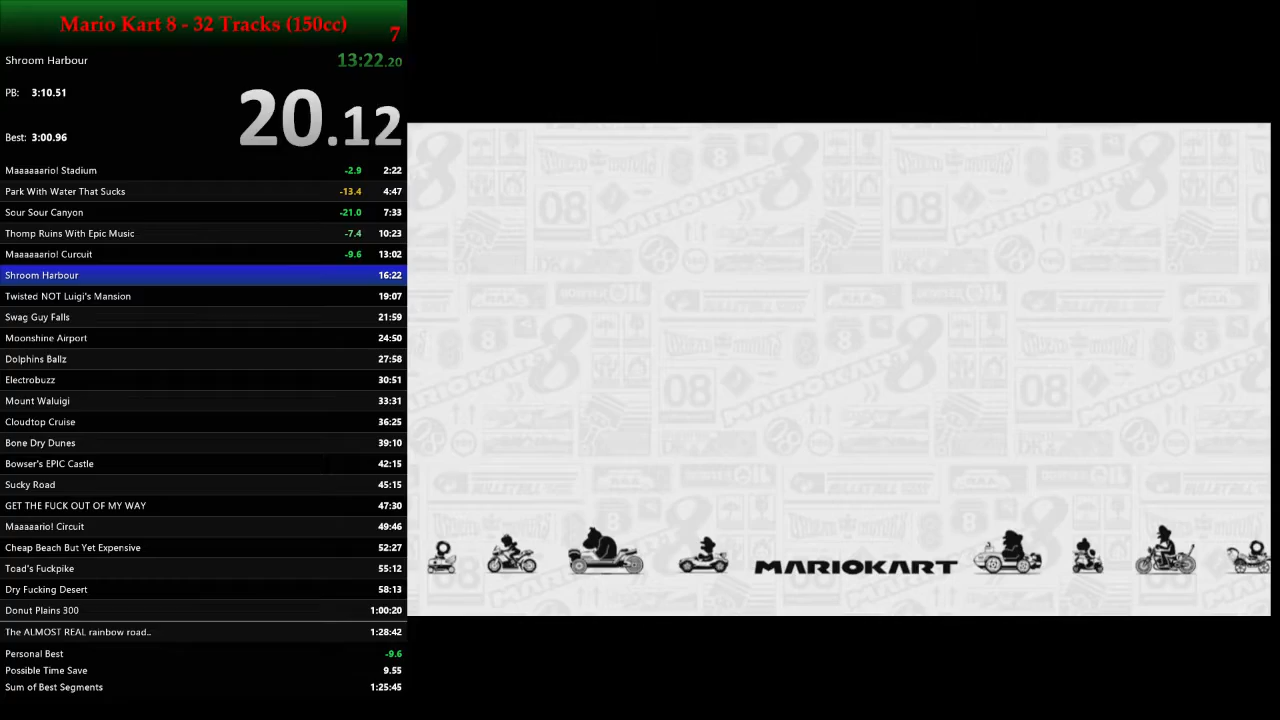 Mario Kart 8 - 32 Tracks (150cc)
7
Shroom Harbour 13:22.20
PB: 3:10.51
20.12
Best: 3:00.96
Maaaaaario! Stadium -2.9 2:22
Park With Water That Sucks -13.4 4:47
Sour Sour Canyon -21.0 7:33
Thomp Ruins With Epic Music -7.4 10:23
Maaaaaario! Curcuit -9.6 13:02
Shroom Harbour 16:22
Twisted NOT Luigi's Mansion 19:07
Swag Guy Falls 21:59
Moonshine Airport 24:50
Dolphins Ballz 27:58
Electrobuzz 30:51
Mount Waluigi 33:31
Cloudtop Cruise 36:25
Bone Dry Dunes 39:10
Bowser's EPIC Castle 42:15
Sucky Road 45:15
GET THE FUCK OUT OF MY WAY 47:30
Maaaaario! Circuit 49:46
Cheap Beach But Yet Expensive 52:27
Toad's Fuckpike 55:12
Dry Fucking Desert 58:13
Donut Plains 300 1:00:20
The ALMOST REAL rainbow road.. 1:28:42
Personal Best -9.6
Possible Time Save 9.55
Sum of Best Segments 1:25:45
MARIOKART